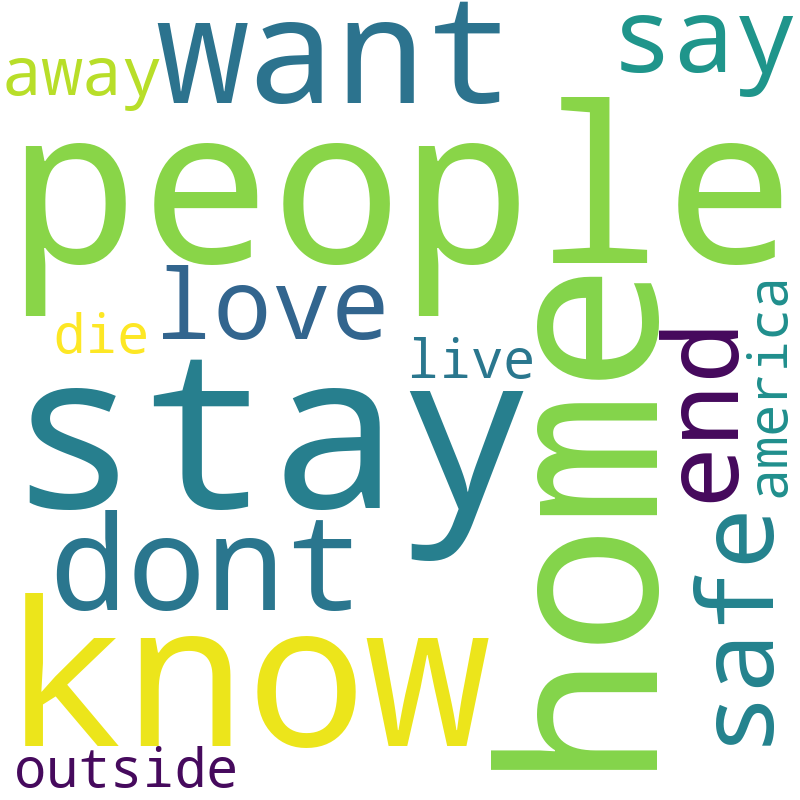 want
say
away
people
love
die
live
home
end
america
stay
dont
safe
know
outside